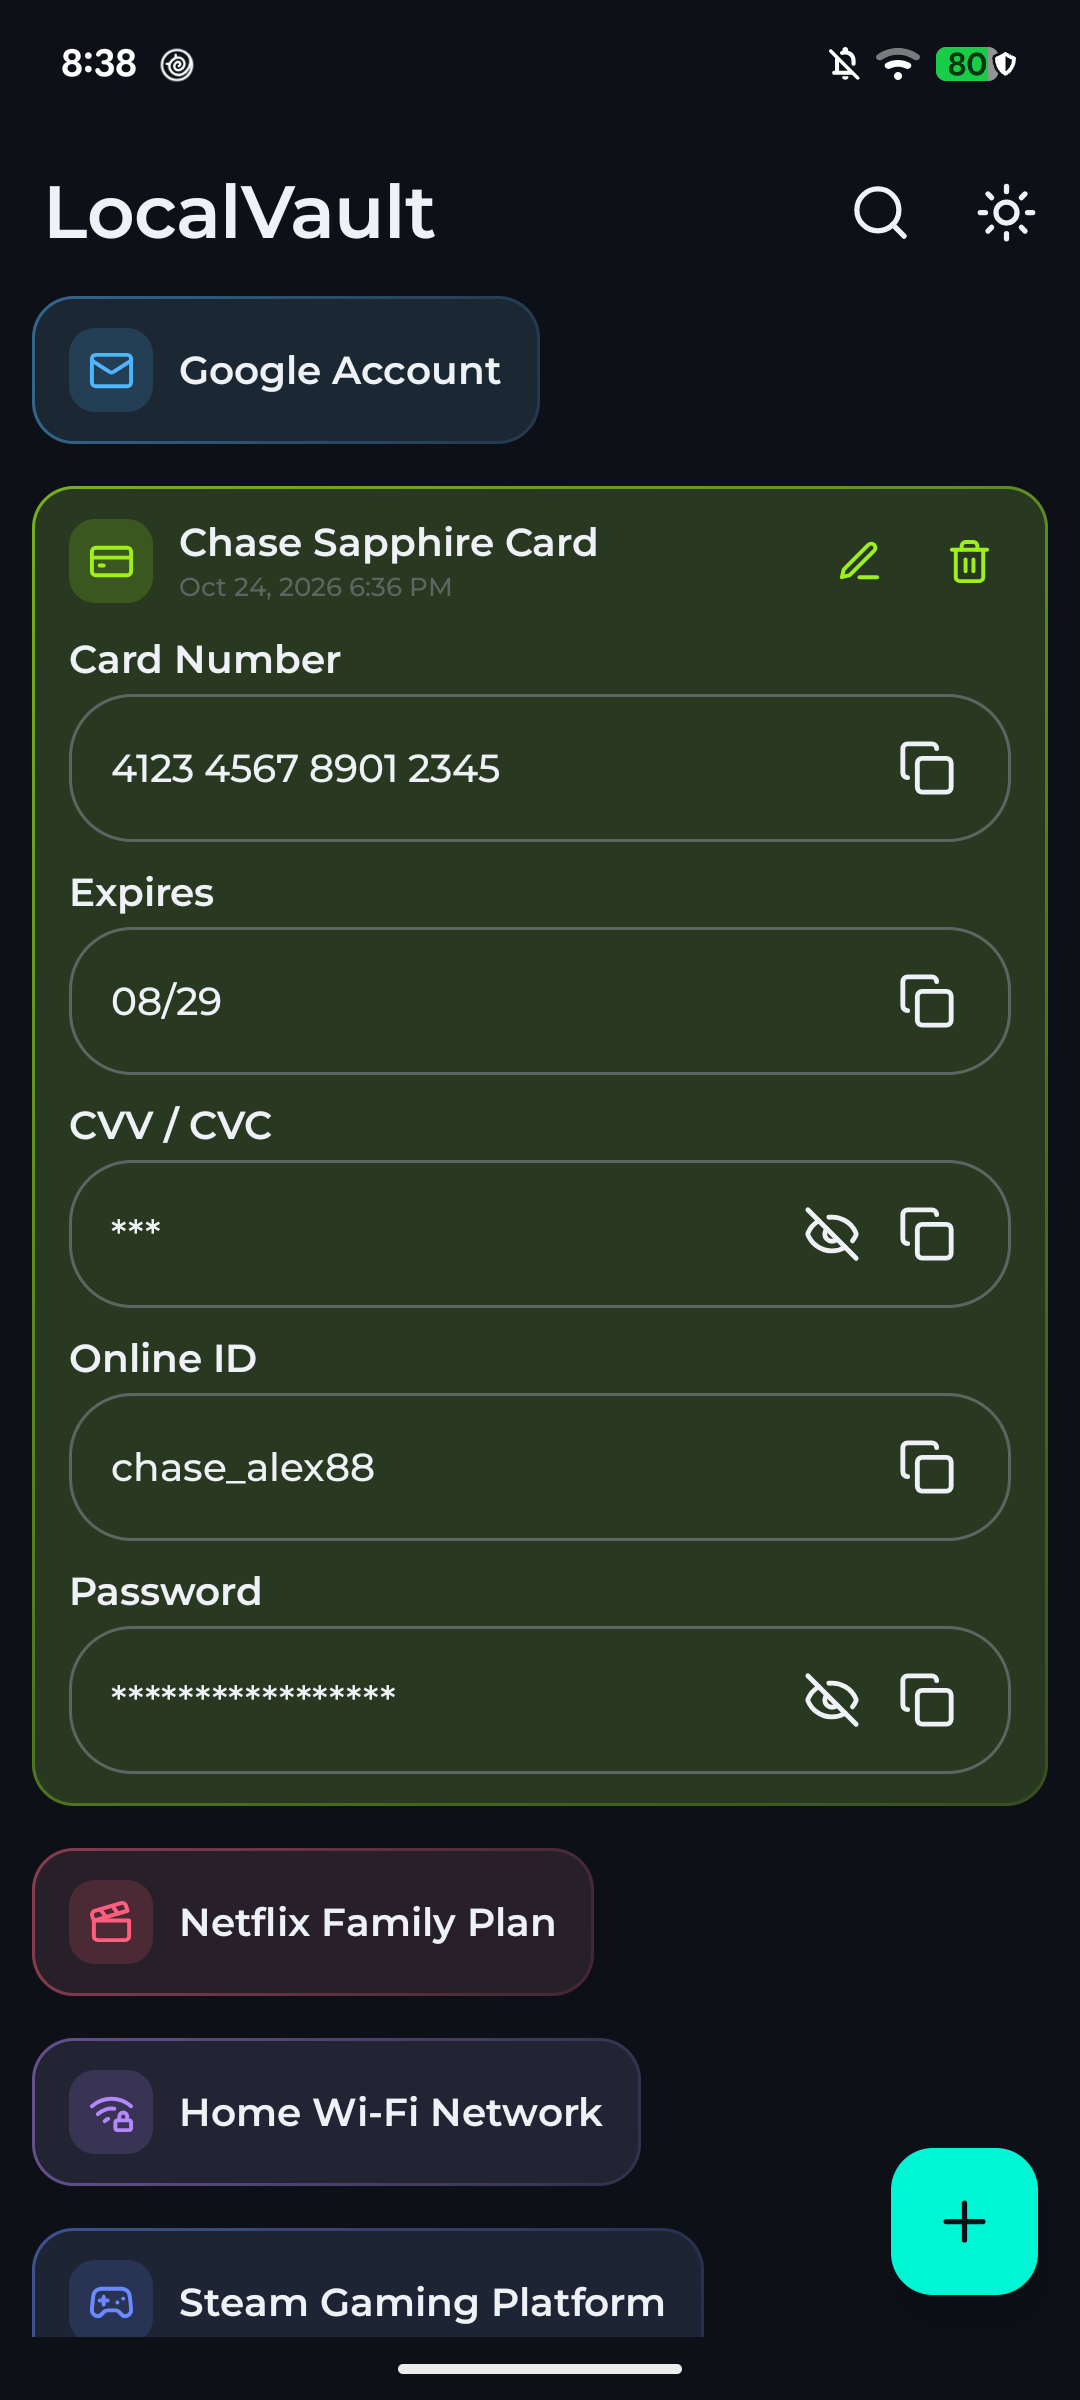 8:38
80
LocalVault
Google Account
Chase Sapphire Card
Oct 24, 2026 6:36 PM
Card Number
4123 4567 8901 2345
Expires
08/29
CVV / CVC
***
Online ID
chase_alex88
Password
*****************
Netflix Family Plan
Home Wi-Fi Network
Steam Gaming Platform